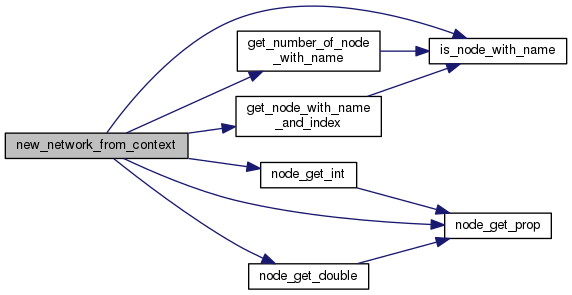 new_network_from_context
get_number_of_node
_with_name
is_node_with_name
get_node_with_name
_and_index
node_get_int
node_get_prop
node_get_double